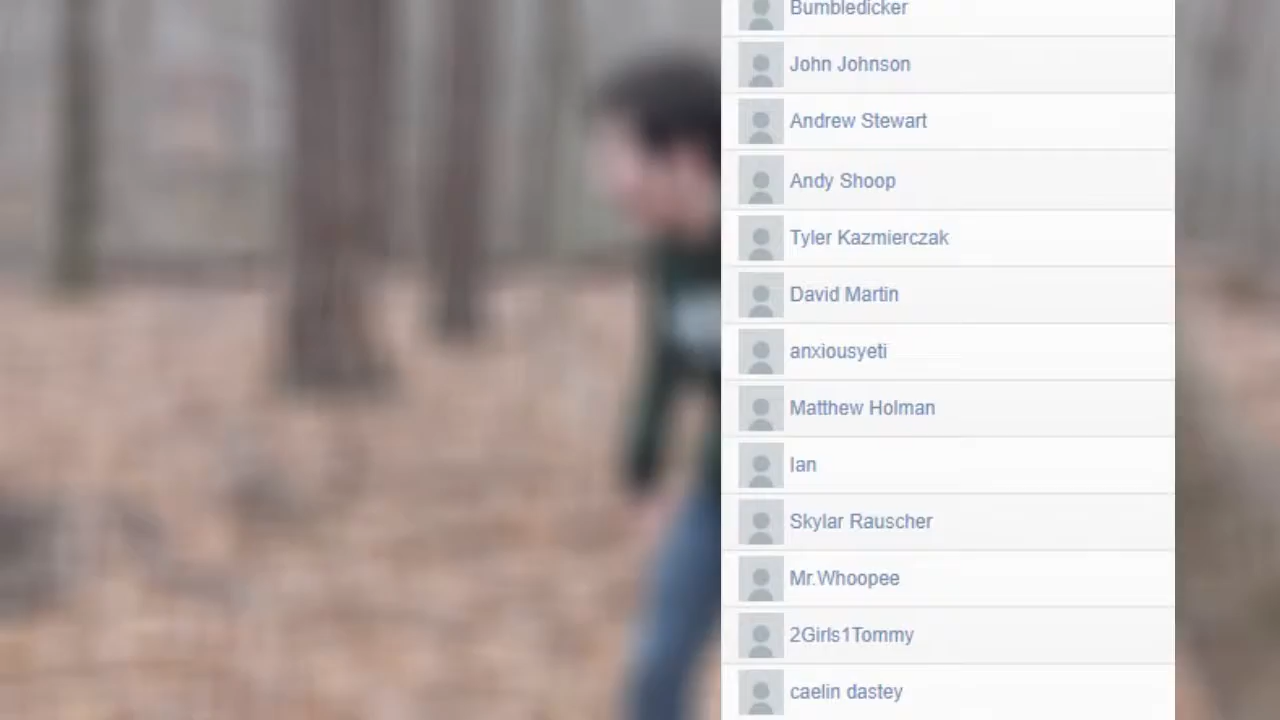 Bumbledicker
John Johnson
Andrew Stewart
Andy Shoop
Tyler Kazmierczak
David Martin
anxiousyeti
Matthew Holman
Ian
Skylar Rauscher
Mr.Whoopee
2Girls1Tommy
caelin dastey